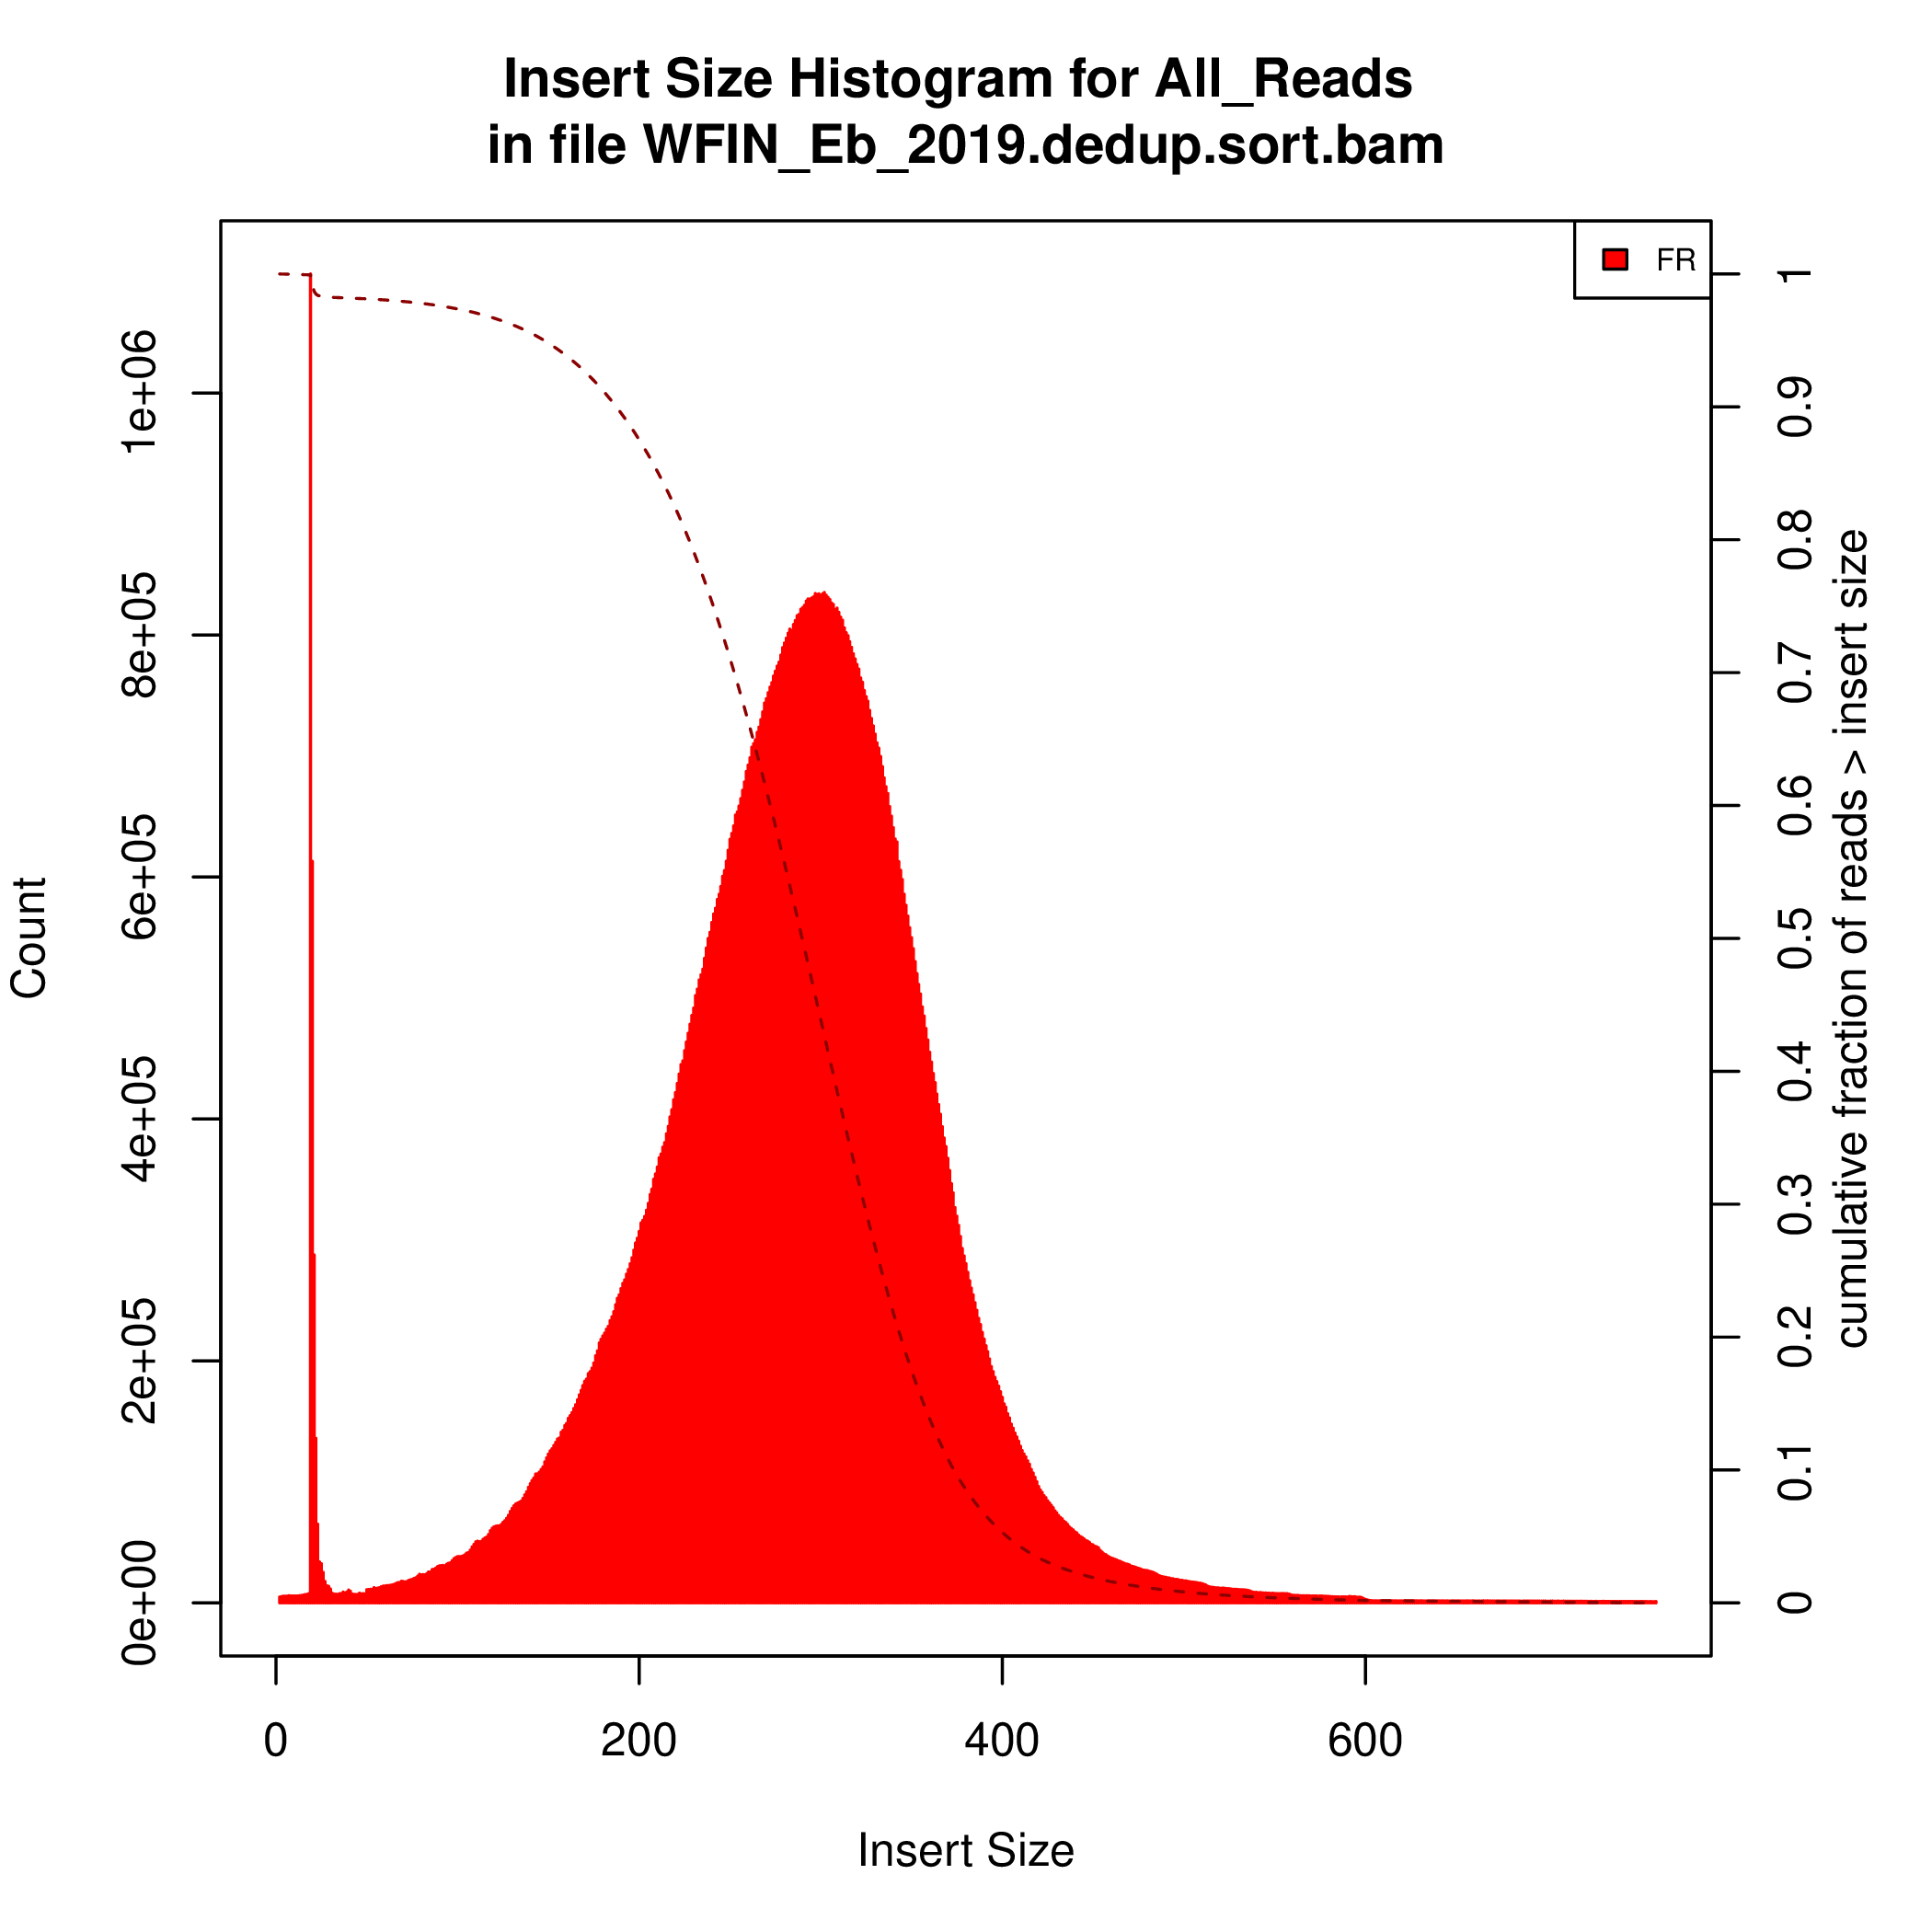 Insert Size Histogram for All_Reads
in file WFIN_Eb_2019.dedup.sort.bam
FR
Count
0e+00
2e+05
4e+05
6e+05
8e+05
1e+06
0
0.1
0.2
0.3
0.4
0.5
0.6
0.7
0.8
0.9
1
cumulative fraction of reads > insert size
0 200 400 600
Insert Size